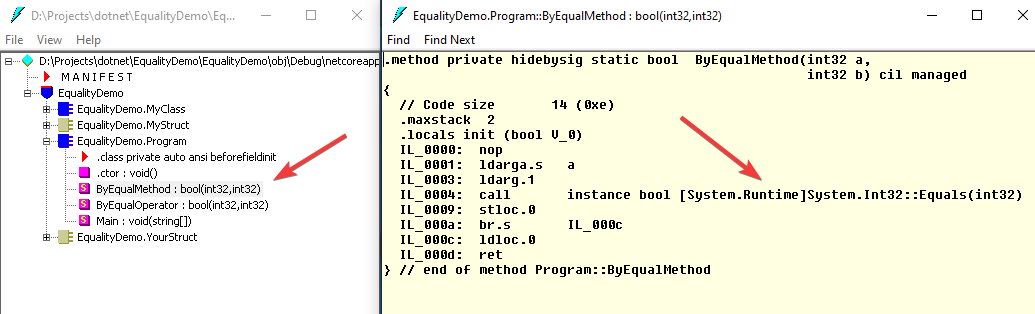 D:\Projects\dotnet\EqualityDemo\Equ
File View Help
D:\Projects\dotnet\EqualityDemo\EqualityDemo\obj\Debug\netcoreapp
M A N I F E S T
EqualityDemo
EqualityDemo.MyClass
EqualityDemo.MyStruct
EqualityDemo.Program
.class private auto ansi beforefieldinit
.ctor : void()
ByEqualMethod : bool(int32,int32)
ByEqualOperator : bool(int32,int32)
Main : void(string[])
EqualityDemo.YourStruct
EqualityDemo.Program::ByEqualMethod : bool(int32,int32)
Find Find Next
.method private hidebysig static bool  ByEqualMethod(int32 a,
int32 b) cil managed
{
// Code size       14 (0xe)
.maxstack  2
.locals init (bool V_0)
IL_0000:  nop
IL_0001:  ldarga.s   a
IL_0003:  ldarg.1
IL_0004:  call       instance bool [System.Runtime]System.Int32::Equals(int32)
IL_0009:  stloc.0
IL_000a:  br.s       IL_000c
IL_000c:  ldloc.0
IL_000d:  ret
} // end of method Program::ByEqualMethod